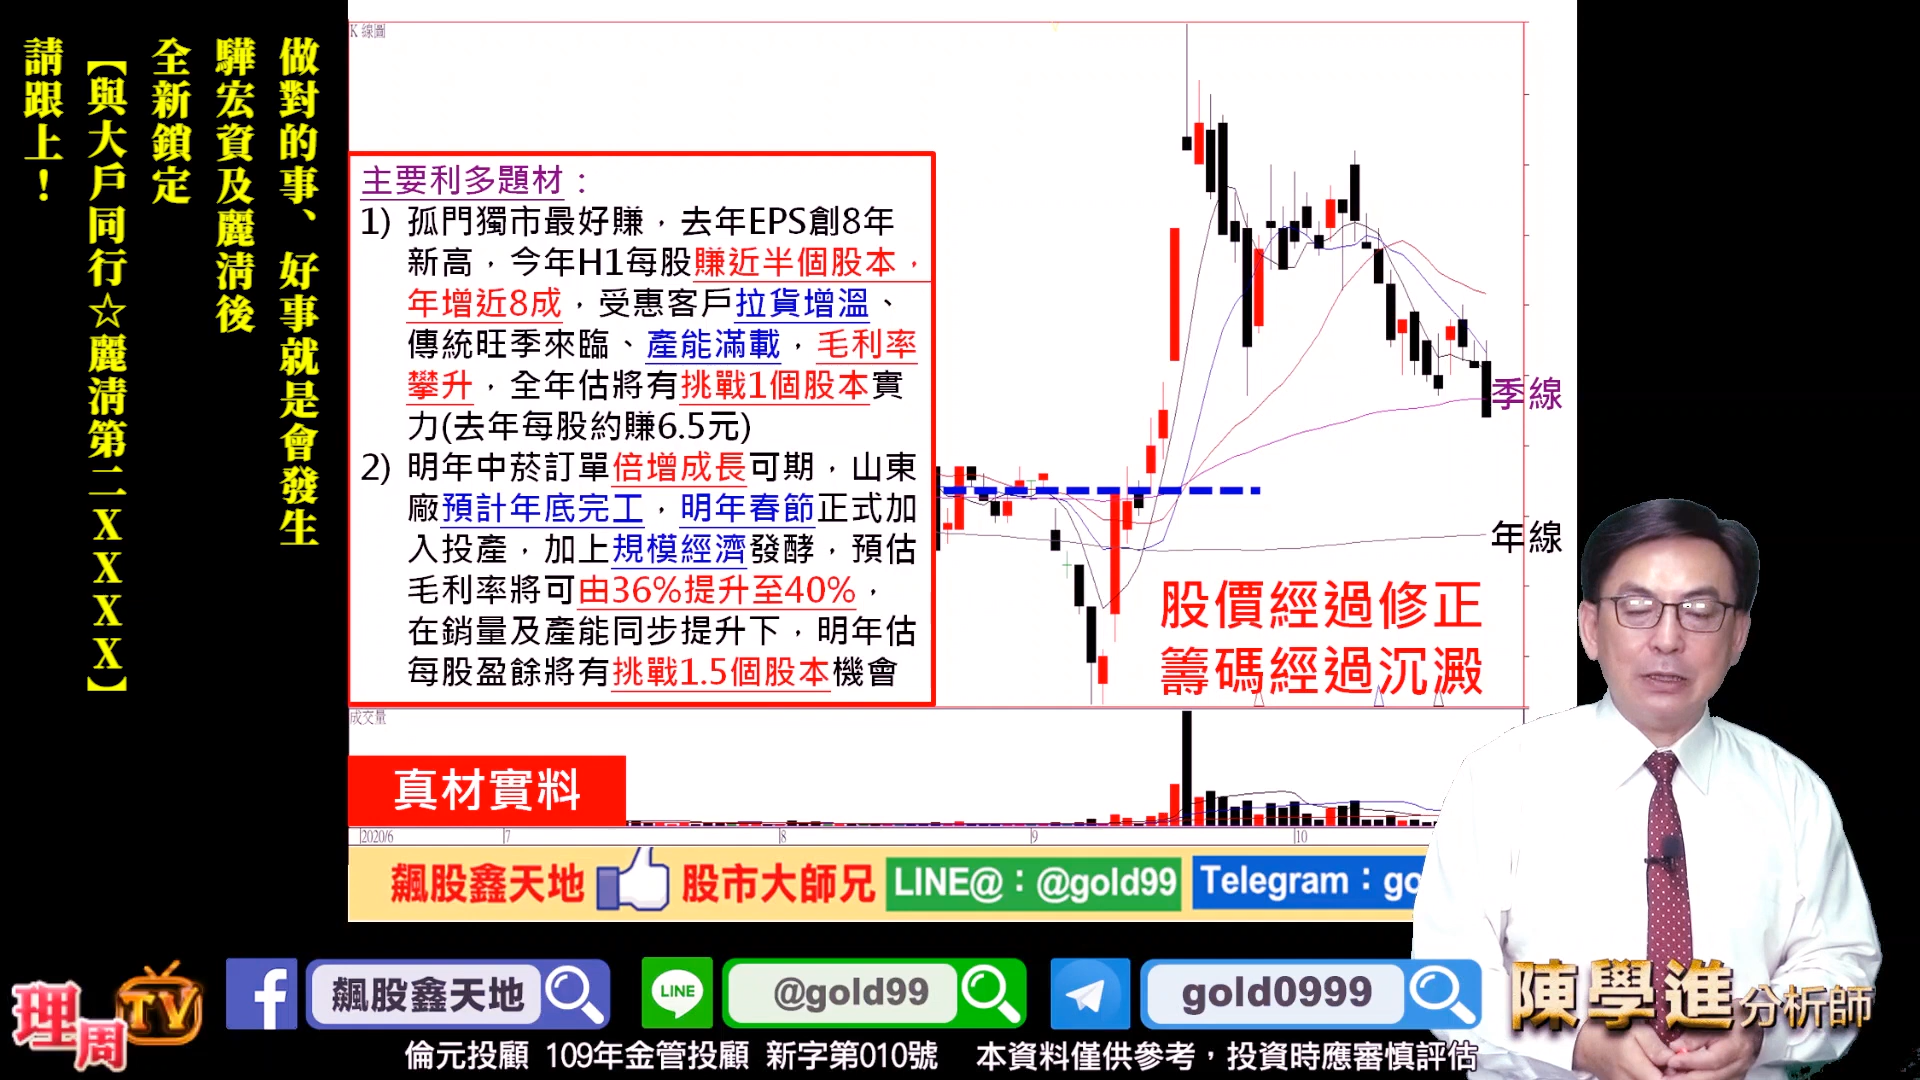 做對的事、好事就是會發生
驊宏資及麗清後
全新鎖定
【與大戶同行☆麗清第二XXXX】
請跟上！
K 線圖
主要利多題材：
1) 孤門獨市最好賺，去年EPS創8年
新高，今年H1每股賺近半個股本，
年增近8成，受惠客戶拉貨增溫、
傳統旺季來臨、產能滿載，毛利率
攀升，全年估將有挑戰1個股本實
力(去年每股約賺6.5元)
2) 明年中菸訂單倍增成長可期，山東
廠預計年底完工，明年春節正式加
入投產，加上規模經濟發酵，預估
毛利率將可由36%提升至40%，
在銷量及產能同步提升下，明年估
每股盈餘將有挑戰1.5個股本機會
季線
年線
股價經過修正
籌碼經過沉澱
成交量
真材實料
2020/6
7
8
9
10
飆股鑫天地 股市大師兄 LINE@：@gold99 Telegram：go
理周TV
飆股鑫天地
LINE
@gold99
gold0999
陳學進分析師
倫元投顧 109年金管投顧 新字第010號 本資料僅供參考，投資時應審慎評估